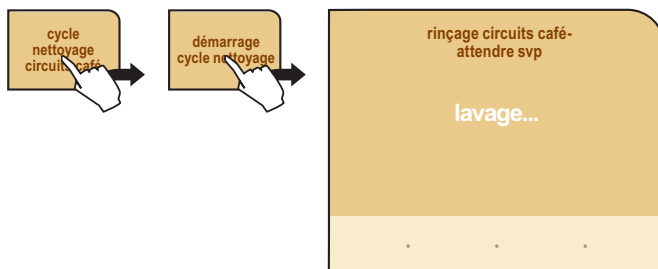 cycle
nettoyage
circuits café
démarrage
cycle nettoyage
rinçage circuits café-
attendre svp
lavage...